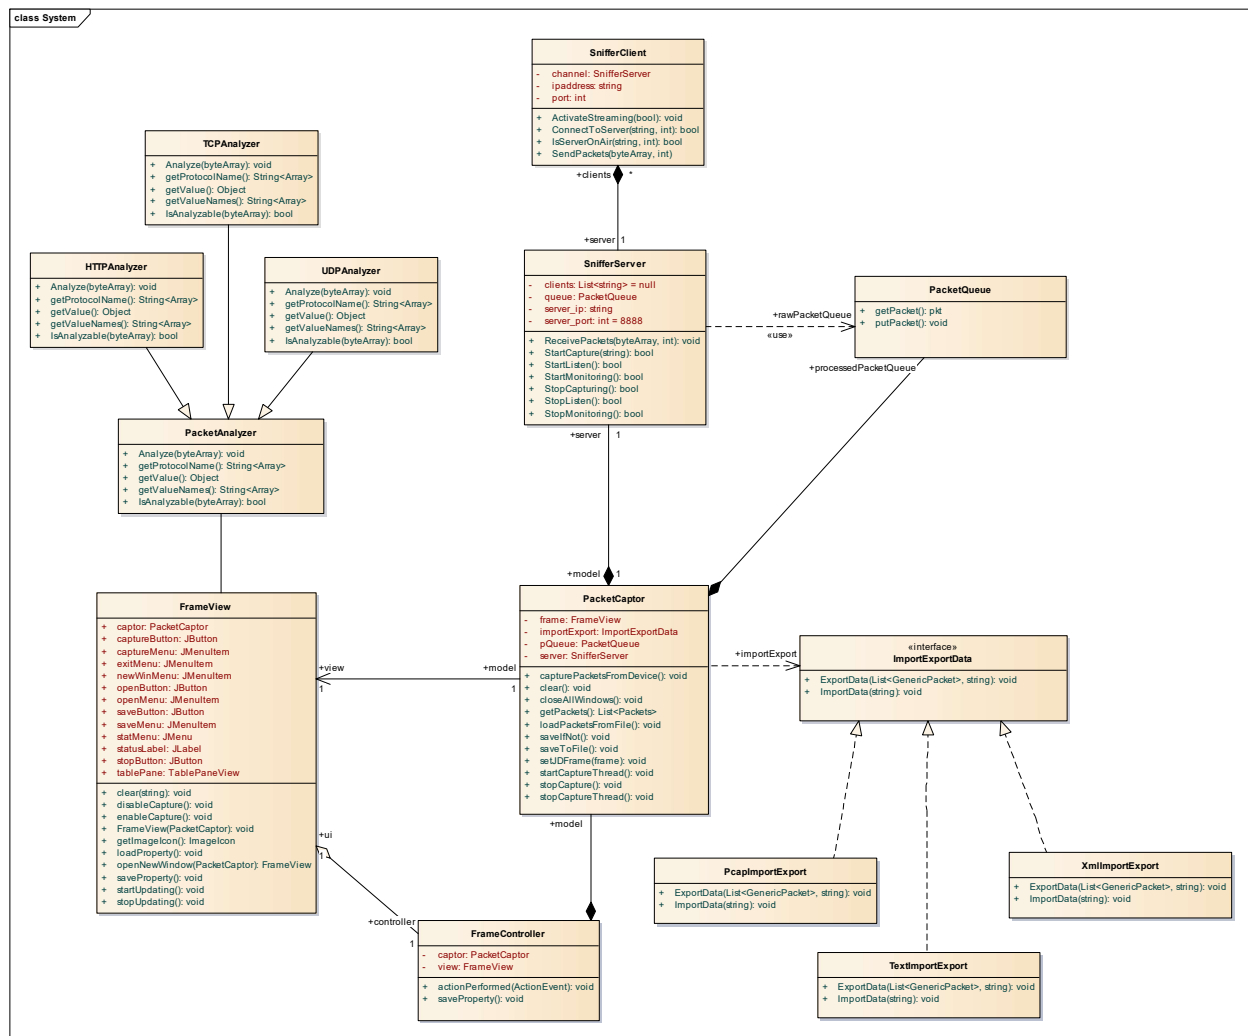 class System
SnifferClient
- channel: SnifferServer
- ipaddress: string
- port: int
+ ActivateStreaming(bool): void
+ ConnectToServer(string, int): bool
+ IsServerOnAir(string, int): bool
+ SendPackets(byteArray, int)
+clients *
+server 1
TCPAnalyzer
+ Analyze(byteArray): void
+ getProtocolName(): String<Array>
+ getValue(): Object
+ getValueNames(): String<Array>
+ IsAnalyzable(byteArray): bool
HTTPAnalyzer
+ Analyze(byteArray): void
+ getProtocolName(): String<Array>
+ getValue(): Object
+ getValueNames(): String<Array>
+ IsAnalyzable(byteArray): bool
UDPAnalyzer
+ Analyze(byteArray): void
+ getProtocolName(): String<Array>
+ getValue(): Object
+ getValueNames(): String<Array>
+ IsAnalyzable(byteArray): bool
SnifferServer
- clients: List<string> = null
- queue: PacketQueue
- server_ip: string
- server_port: int = 8888
+ ReceivePackets(byteArray, int): void
+ StartCapture(string): bool
+ StartListen(): bool
+ StartMonitoring(): bool
+ StopCapturing(): bool
+ StopListen(): bool
+ StopMonitoring(): bool
+rawPacketQueue
«use»
PacketQueue
+ getPacket(): pkt
+ putPacket(): void
+processedPacketQueue
+server 1
PacketAnalyzer
+ Analyze(byteArray): void
+ getProtocolName(): String<Array>
+ getValue(): Object
+ getValueNames(): String<Array>
+ IsAnalyzable(byteArray): bool
+model 1
FrameView
+ captor: PacketCaptor
+ captureButton: JButton
+ captureMenu: JMenuItem
+ exitMenu: JMenuItem
+ newWinMenu: JMenuItem
+ openButton: JButton
+ openMenu: JMenuItem
+ saveButton: JButton
+ saveMenu: JMenuItem
+ statMenu: JMenu
+ statusLabel: JLabel
+ stopButton: JButton
+ tablePane: TablePaneView
+ clear(string): void
+ disableCapture(): void
+ enableCapture(): void
+ FrameView(PacketCaptor): void
+ getImageIcon(): ImageIcon
+ loadProperty(): void
+ openNewWindow(PacketCaptor): FrameView
+ saveProperty(): void
+ startUpdating(): void
+ stopUpdating(): void
+view
1
+model
1
PacketCaptor
- frame: FrameView
- importExport: ImportExportData
- pQueue: PacketQueue
- server: SnifferServer
+ capturePacketsFromDevice(): void
+ clear(): void
+ closeAllWindows(): void
+ getPackets(): List<Packets>
+ loadPacketsFromFile(): void
+ saveIfNot(): void
+ saveToFile(): void
+ setJDFrame(frame): void
+ startCaptureThread(): void
+ stopCapture(): void
+ stopCaptureThread(): void
+importExport
«interface»
ImportExportData
+ ExportData(List<GenericPacket>, string): void
+ ImportData(string): void
+model
+ui
1
+controller
1
FrameController
- captor: PacketCaptor
- view: FrameView
+ actionPerformed(ActionEvent): void
+ saveProperty(): void
PcapImportExport
+ ExportData(List<GenericPacket>, string): void
+ ImportData(string): void
XmlImportExport
+ ExportData(List<GenericPacket>, string): void
+ ImportData(string): void
TextImportExport
+ ExportData(List<GenericPacket>, string): void
+ ImportData(string): void